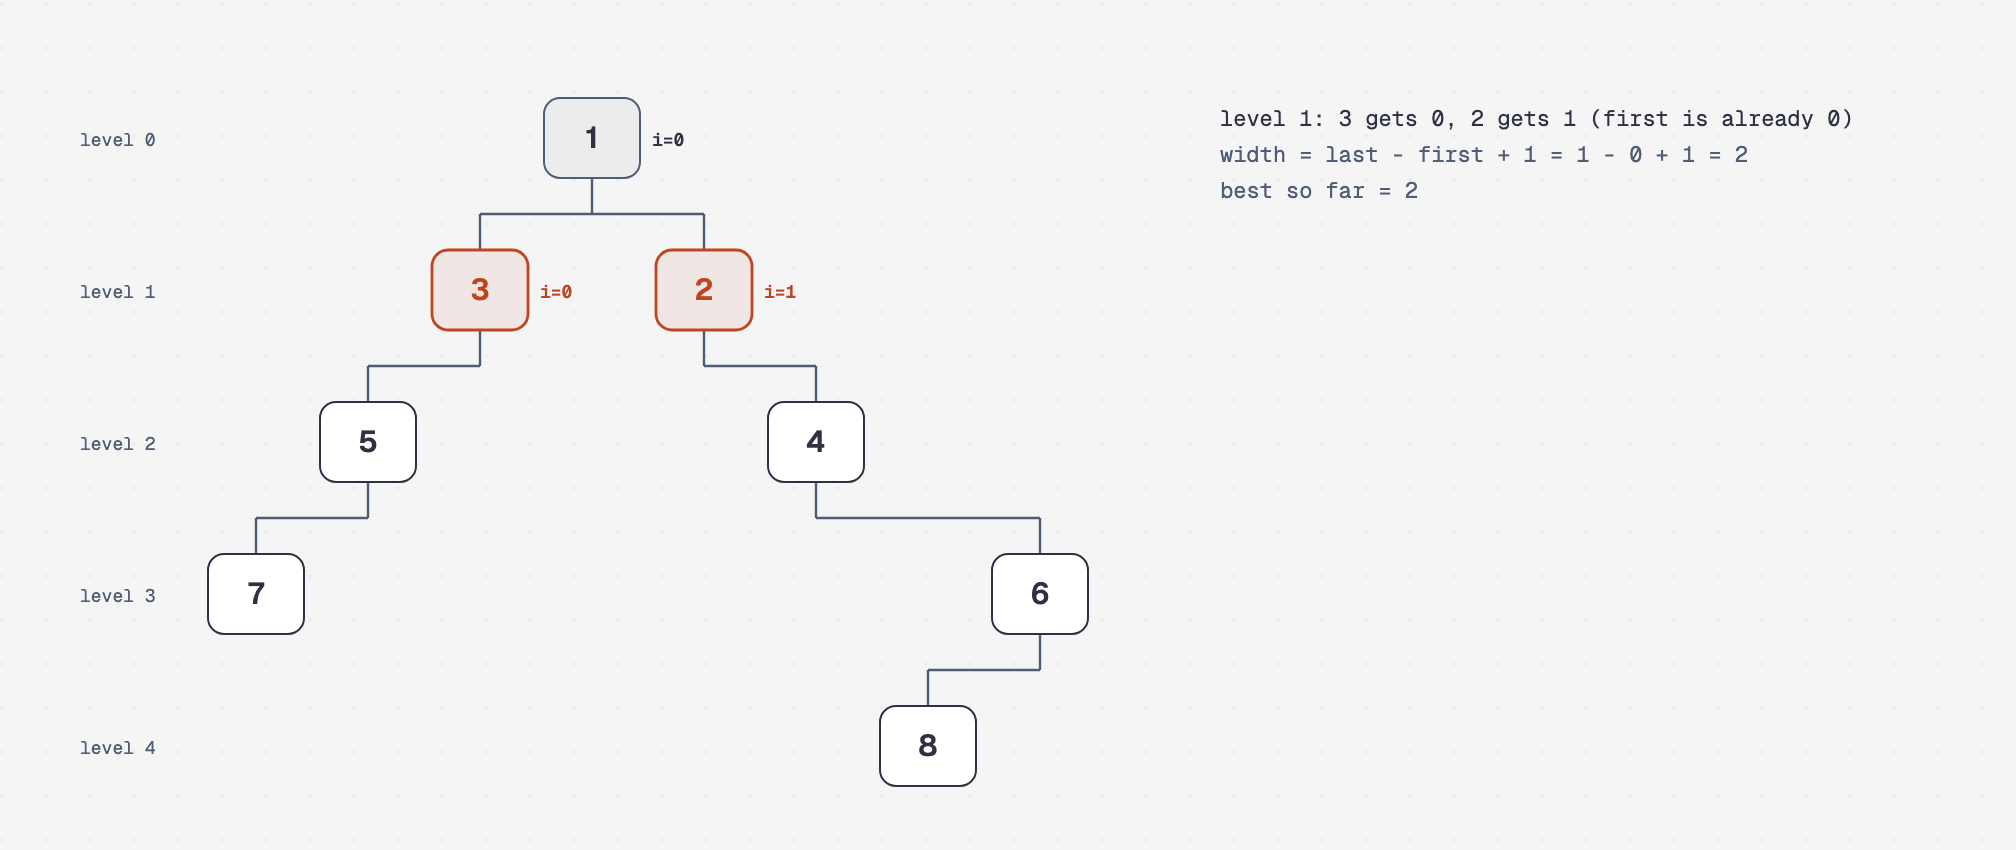 level 0
1
i=0
level 1: 3 gets 0, 2 gets 1 (first is already 0)
width = last - first + 1 = 1 - 0 + 1 = 2
best so far = 2
level 1
3
i=0
2
i=1
level 2
5
4
level 3
7
6
level 4
8